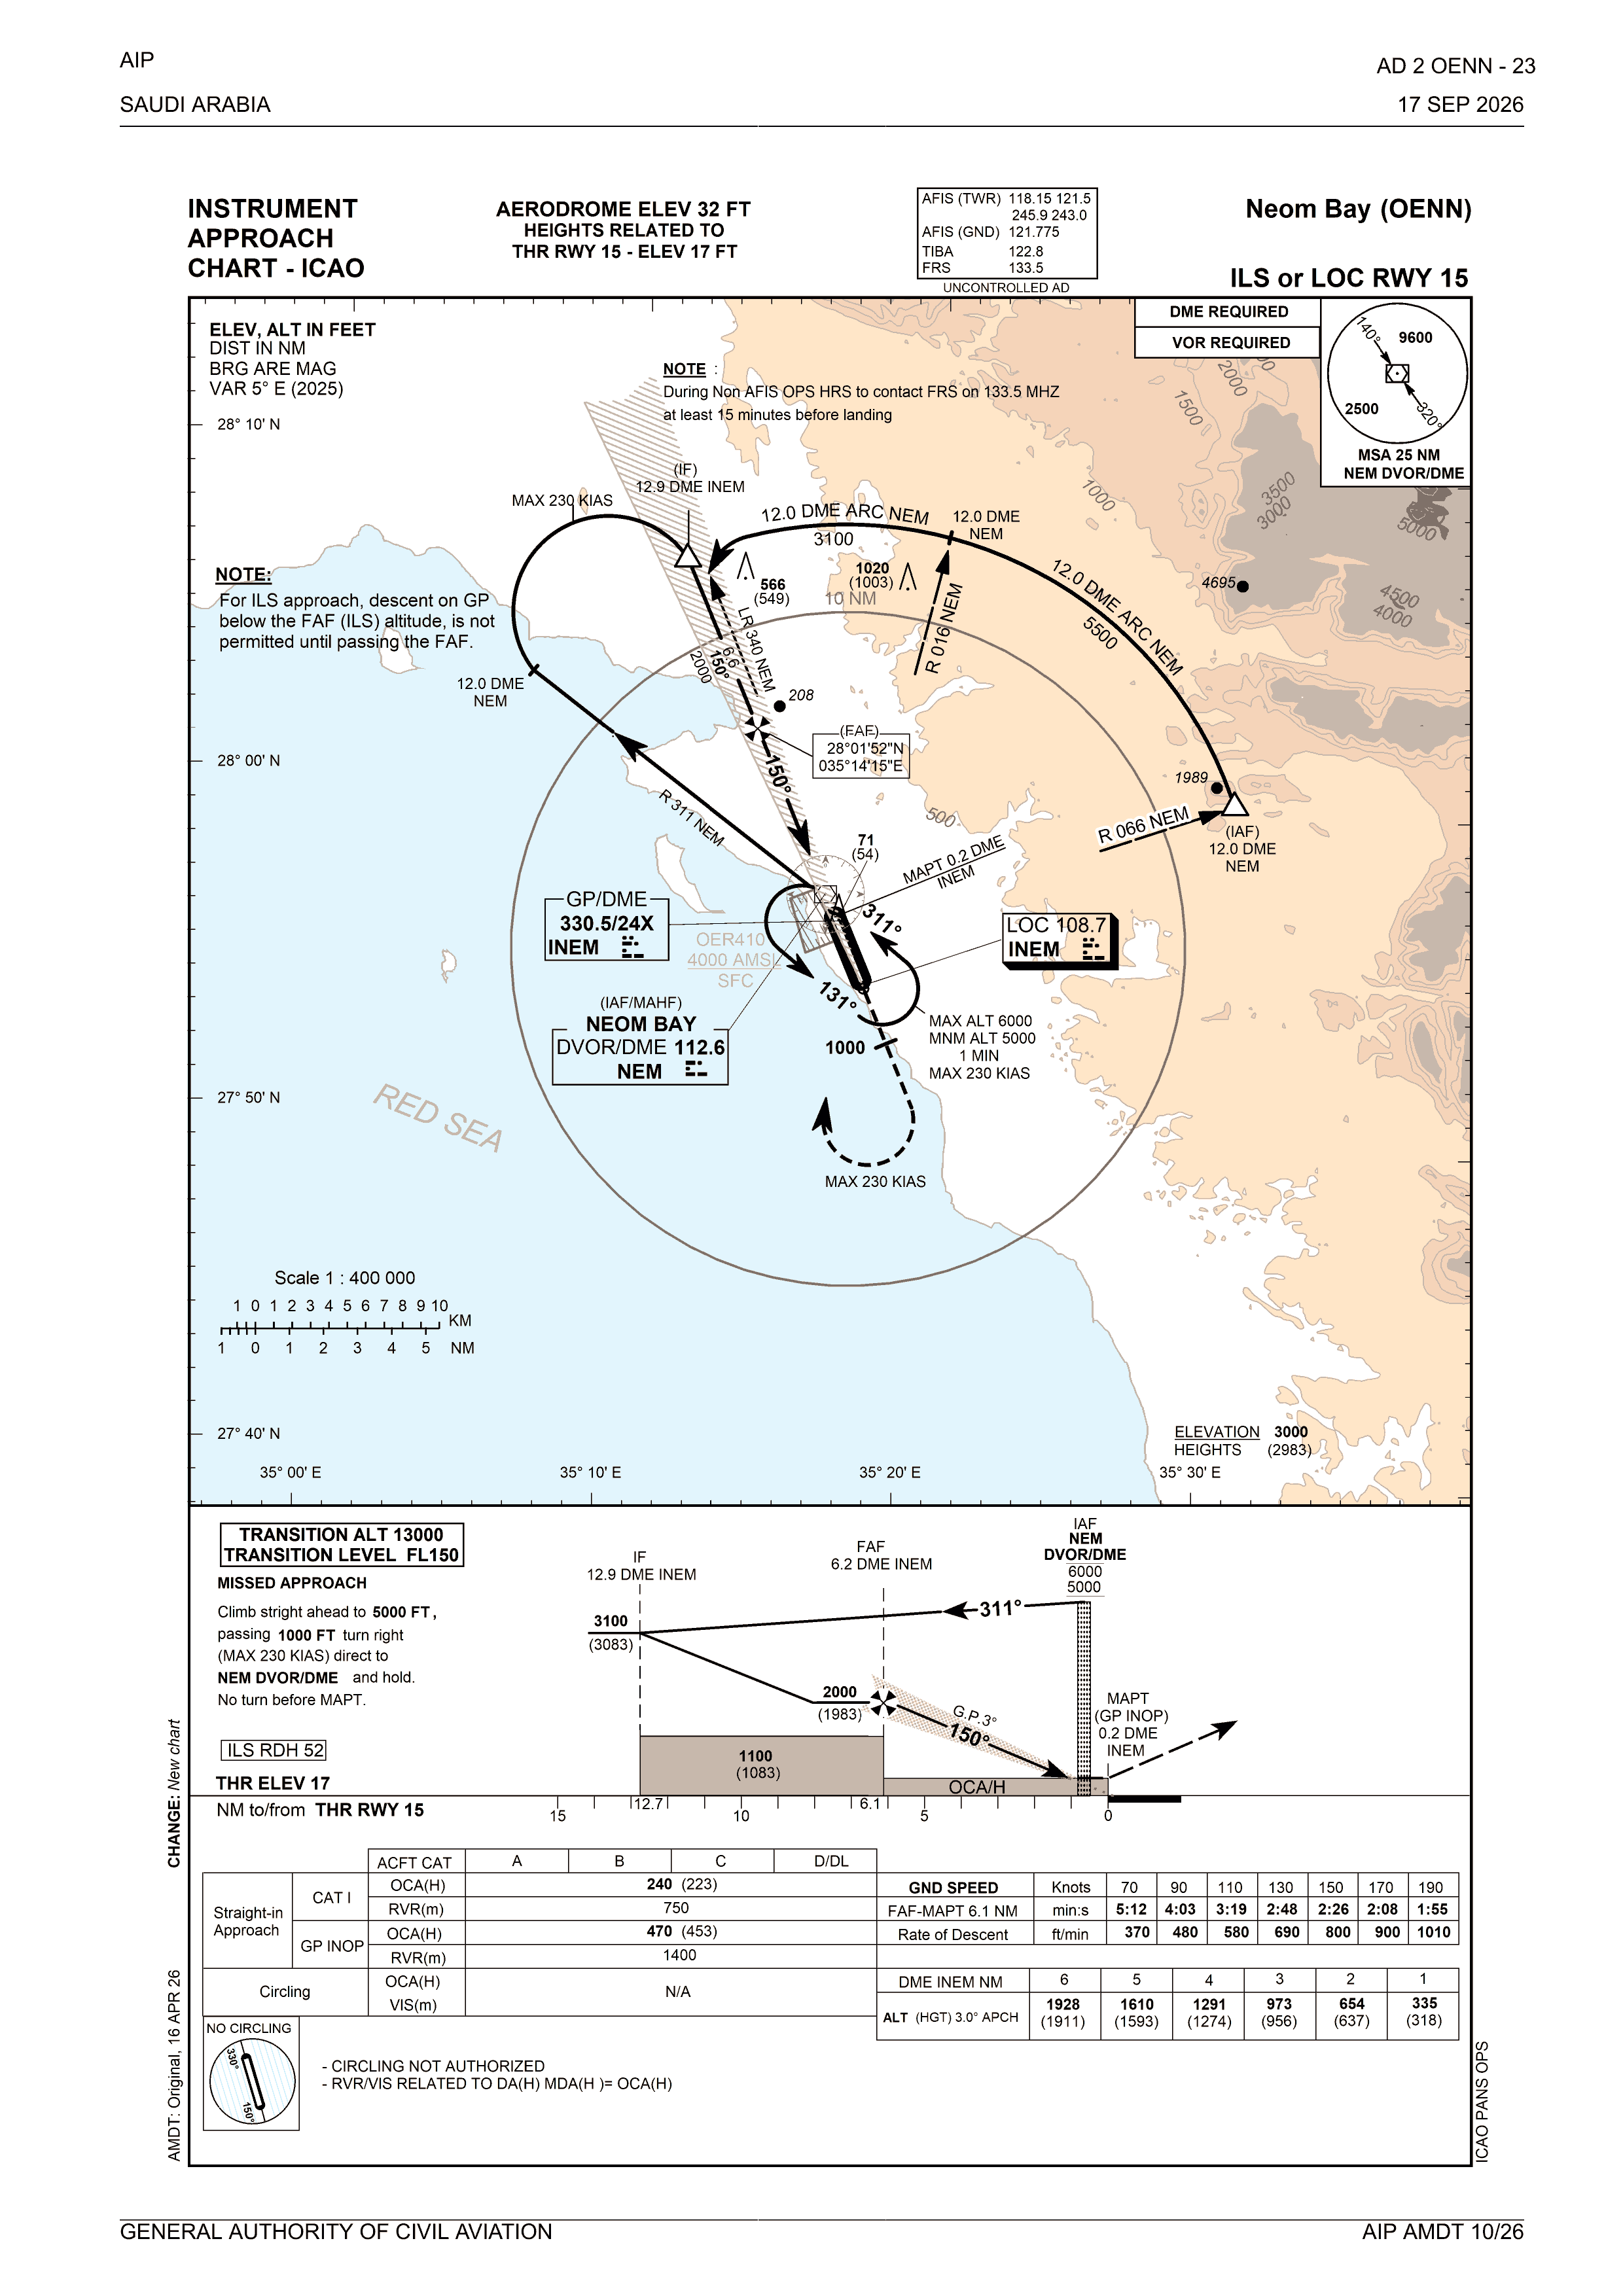 AIP
AD 2 OENN - 23
SAUDI ARABIA
17 SEP 2026
INSTRUMENT
APPROACH
CHART - ICAO
AERODROME ELEV 32 FT
HEIGHTS RELATED TO
THR RWY 15 - ELEV 17 FT
AFIS (TWR) 118.15 121.5
245.9 243.0
AFIS (GND) 121.775
TIBA 122.8
FRS 133.5
UNCONTROLLED AD
Neom Bay (OENN)
ILS or LOC RWY 15
ELEV, ALT IN FEET
DIST IN NM
BRG ARE MAG
VAR 5° E (2025)
NOTE :
During Non AFIS OPS HRS to contact FRS on 133.5 MHZ
at least 15 minutes before landing
DME REQUIRED
VOR REQUIRED
140°
9600
2500
320°
MSA 25 NM
NEM DVOR/DME
28° 10' N
2000
1500
1000
3500
3000
5000
4500
4000
(IF)
12.9 DME INEM
MAX 230 KIAS
12.0 DME ARC NEM
3100
12.0 DME
NEM
12.0 DME ARC NEM
5500
4695
566
(549)
1020
(1003)
10 NM
R 016 NEM
NOTE:
For ILS approach, descent on GP
below the FAF (ILS) altitude, is not
permitted until passing the FAF.
12.0 DME
NEM
LR 340 NEM
6.6
150°
2000
208
(FAF)
28°01'52"N
035°14'15"E
28° 00' N
150°
R 311 NEM
500
1989
R 066 NEM
(IAF)
12.0 DME
NEM
71
(54)
MAPT 0.2 DME
INEM
GP/DME
330.5/24X
INEM
311°
LOC 108.7
INEM
OER410
4000 AMSL
SFC
131°
(IAF/MAHF)
NEOM BAY
DVOR/DME 112.6
NEM
1000
MAX ALT 6000
MNM ALT 5000
1 MIN
MAX 230 KIAS
27° 50' N
RED SEA
MAX 230 KIAS
Scale 1 : 400 000
1 0 1 2 3 4 5 6 7 8 9 10
KM
1 0 1 2 3 4 5 NM
27° 40' N
ELEVATION 3000
HEIGHTS (2983)
35° 00' E
35° 10' E
35° 20' E
35° 30' E
TRANSITION ALT 13000
TRANSITION LEVEL FL150
MISSED APPROACH
Climb stright ahead to 5000 FT ,
passing 1000 FT turn right
(MAX 230 KIAS) direct to
NEM DVOR/DME and hold.
No turn before MAPT.
ILS RDH 52
THR ELEV 17
NM to/from THR RWY 15
IF
12.9 DME INEM
FAF
6.2 DME INEM
IAF
NEM
DVOR/DME
6000
5000
3100
(3083)
311°
2000
(1983)
G.P.3°
150°
MAPT
(GP INOP)
0.2 DME
INEM
1100
(1083)
OCA/H
15
12.7
10
6.1
5
0
ACFT CAT A B C D/DL
Straight-in
Approach
CAT I
OCA(H) 240 (223)
RVR(m) 750
GP INOP
OCA(H) 470 (453)
RVR(m) 1400
Circling
OCA(H)
VIS(m)
N/A
GND SPEED Knots 70 90 110 130 150 170 190
FAF-MAPT 6.1 NM min:s 5:12 4:03 3:19 2:48 2:26 2:08 1:55
Rate of Descent ft/min 370 480 580 690 800 900 1010
DME INEM NM 6 5 4 3 2 1
ALT (HGT) 3.0° APCH 1928 1610 1291 973 654 335
(1911) (1593) (1274) (956) (637) (318)
NO CIRCLING
330°
150°
- CIRCLING NOT AUTHORIZED
- RVR/VIS RELATED TO DA(H) MDA(H )= OCA(H)
CHANGE: New chart
AMDT: Original, 16 APR 26
ICAO PANS OPS
GENERAL AUTHORITY OF CIVIL AVIATION
AIP AMDT 10/26